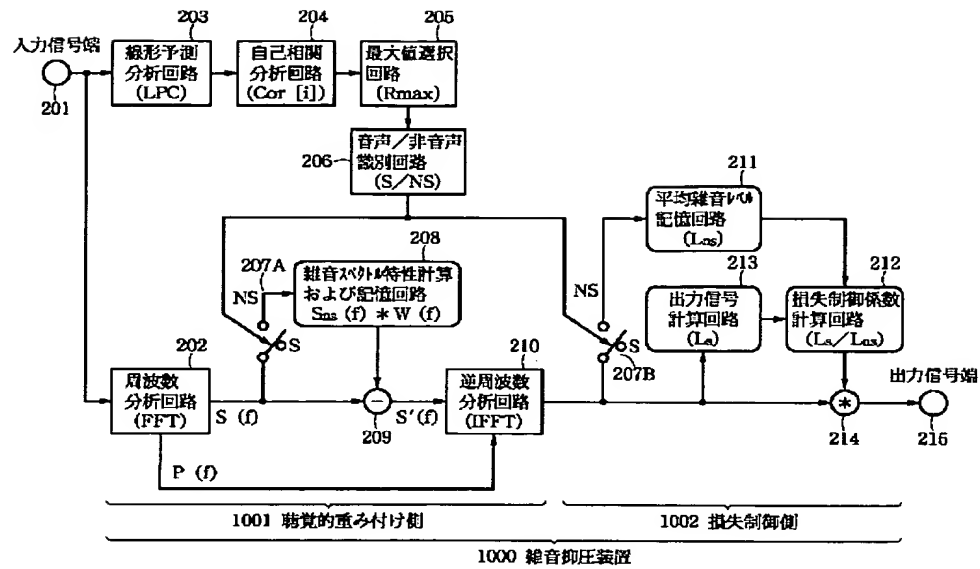 203
204
205
入力信号端
201
線形予測
分析回路
(LPC)
自己相関
分析回路
(Cor [i])
最大値選択
回路
(Rmax)
206
音声／非音声
識別回路
(S／NS)
211
平均雑音ﾚﾍﾞﾙ
記憶回路
(Lns)
208
207A
NS
雑音ｽﾍﾟｸﾄﾙ特性計算
および記憶回路
Sns (f) * W (f)
S
213
NS
出力信号
計算回路
(Ls)
212
損失制御係数
計算回路
(Ls／Lns)
S
207B
202
周波数
分析回路
(FFT)
S (f)
−
209
S' (f)
210
逆周波数
分析回路
(IFFT)
*
214
出力信号端
216
P (f)
1001 聴覚的重み付け側
1002 損失制御側
1000 雑音抑圧装置